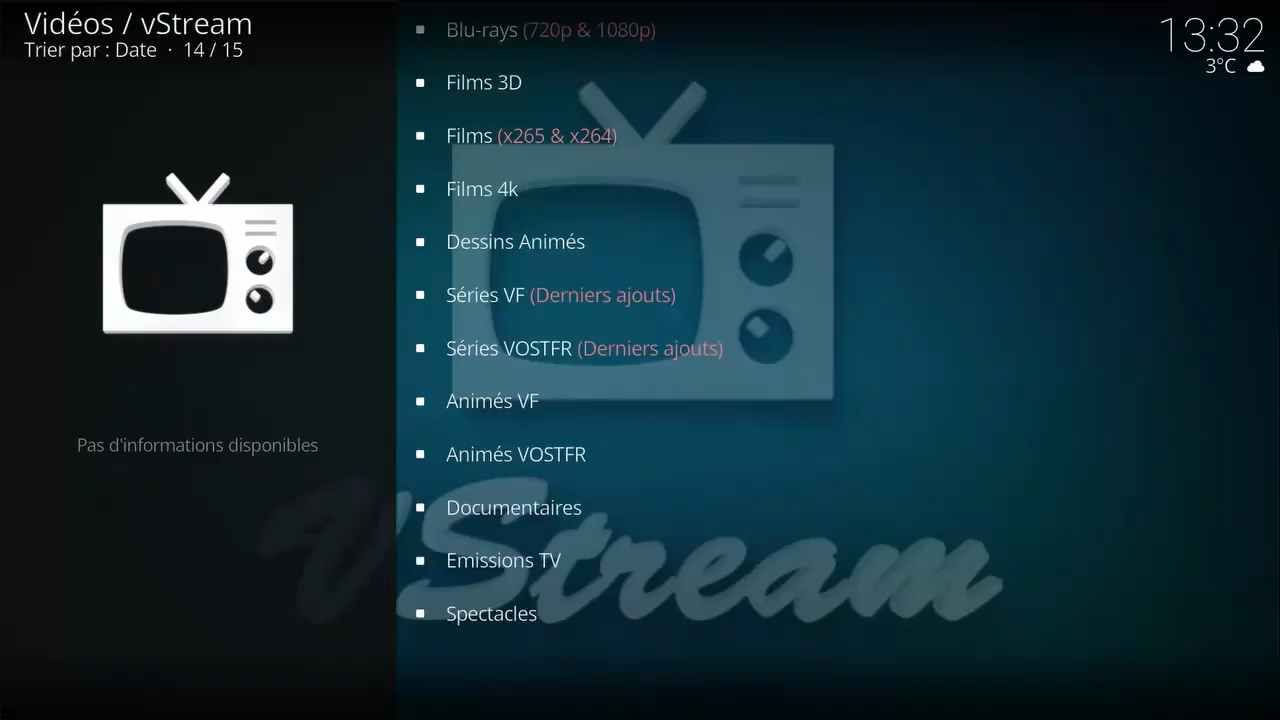 Vidéos / vStream
Trier par : Date · 14 / 15
13:32
3°C
Blu-rays (720p & 1080p)
Films 3D
Films (x265 & x264)
Films 4k
Dessins Animés
Séries VF (Derniers ajouts)
Séries VOSTFR (Derniers ajouts)
Animés VF
Animés VOSTFR
Documentaires
Emissions TV
Spectacles
Pas d'informations disponibles
VStream